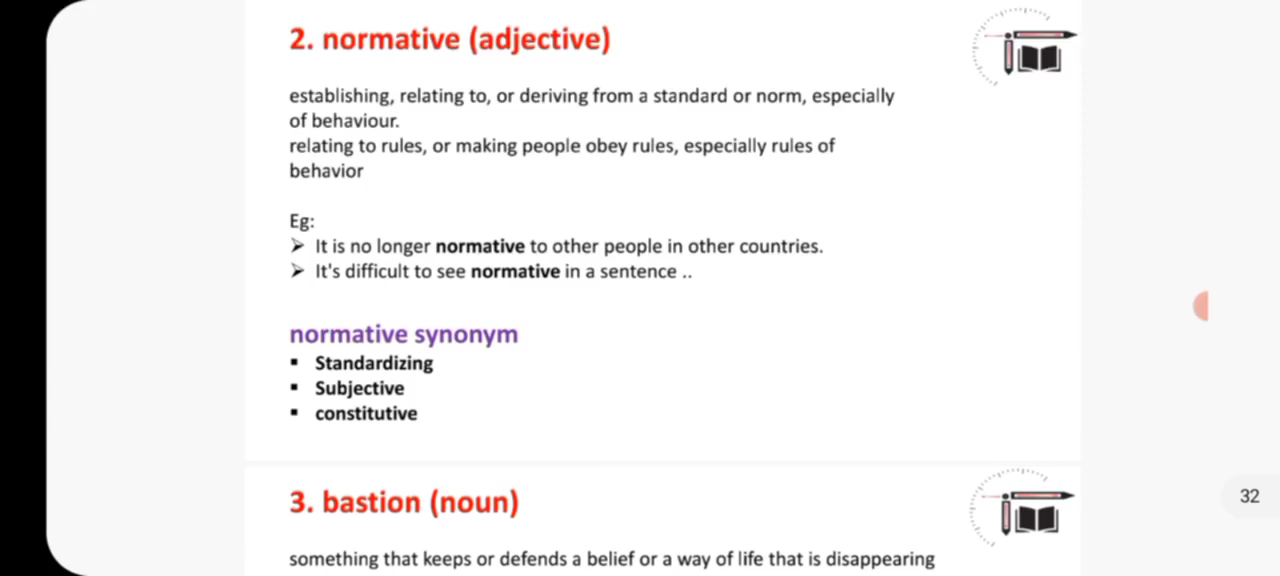 2. normative (adjective)
establishing, relating to, or deriving from a standard or norm, especially
of behaviour.
relating to rules, or making people obey rules, especially rules of
behavior
Eg:
➢ It is no longer normative to other people in other countries.
➢ It's difficult to see normative in a sentence ..
normative synonym
▪ Standardizing
▪ Subjective
▪ constitutive
32
3. bastion (noun)
something that keeps or defends a belief or a way of life that is disappearing